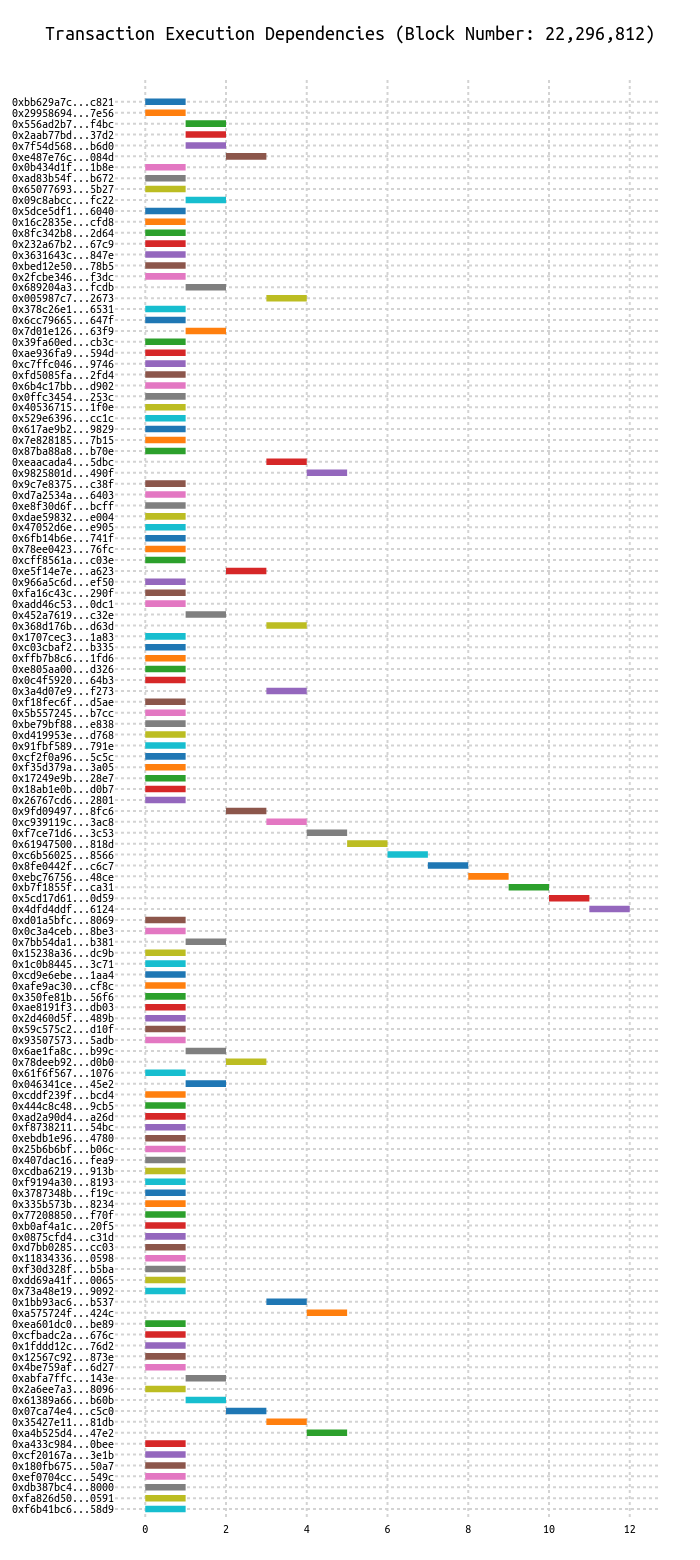 Transaction Execution Dependencies (Block Number: 22,296,812)
0xbb629a7c...c821
0x29958694...7e56
0x556ad2b7...f4bc
0x2aab77bd...37d2
0x7f54d568...b6d0
0xe487e76c...084d
0x0b434d1f...1b8e
0xad83b54f...b672
0x65077693...5b27
0x09c8abcc...fc22
0x5dce5df1...6040
0x16c2835e...cfd8
0x8fc342b8...2d64
0x232a67b2...67c9
0x3631643c...847e
0xbed12e50...78b5
0x2fcbe346...f3dc
0x689204a3...fcdb
0x005987c7...2673
0x378c26e1...6531
0x6cc79665...647f
0x7d01e126...63f9
0x39fa60ed...cb3c
0xae936fa9...594d
0xc7ffc046...9746
0xfd5085fa...2fd4
0x6b4c17bb...d902
0x0ffc3454...253c
0x40536715...1f0e
0x529e6396...cc1c
0x617ae9b2...9829
0x7e828185...7b15
0x87ba88a8...b70e
0xeaacada4...5dbc
0x9825801d...490f
0x9c7e8375...c38f
0xd7a2534a...6403
0xe8f30d6f...bcff
0xdae59832...e004
0x47052d6e...e905
0x6fb14b6e...741f
0x78ee0423...76fc
0xcff8561a...c03e
0xe5f14e7e...a623
0x966a5c6d...ef50
0xfa16c43c...290f
0xadd46c53...0dc1
0x452a7619...c32e
0x368d176b...d63d
0x1707cec3...1a83
0xc03cbaf2...b335
0xffb7b8c6...1fd6
0xe805aa00...d326
0x0c4f5920...64b3
0x3a4d07e9...f273
0xf18fec6f...d5ae
0x5b557245...b7cc
0xbe79bf88...e838
0xd419953e...d768
0x91fbf589...791e
0xcf2f0a96...5c5c
0xf35d379a...3a05
0x17249e9b...28e7
0x18ab1e0b...d0b7
0x26767cd6...2801
0x9fd09497...8fc6
0xc939119c...3ac8
0xf7ce71d6...3c53
0x61947500...818d
0xc6b56025...8566
0x8fe0442f...c6c7
0xebc76756...48ce
0xb7f1855f...ca31
0x5cd17d61...0d59
0x4dfd4ddf...6124
0xd01a5bfc...8069
0x0c3a4ceb...8be3
0x7bb54da1...b381
0x15238a36...dc9b
0x1c0b8445...3c71
0xcd9e6ebe...1aa4
0xafe9ac30...cf8c
0x350fe81b...56f6
0xae8191f3...db03
0x2d460d5f...489b
0x59c575c2...d10f
0x93507573...5adb
0x6ae1fa8c...b99c
0x78deeb92...d0b0
0x61f6f567...1076
0x046341ce...45e2
0xcddf239f...bcd4
0x444c8c48...9cb5
0xad2a90d4...a26d
0xf8738211...54bc
0xebdb1e96...4780
0x25b6b6bf...b06c
0x407dac16...fea9
0xcdba6219...913b
0xf9194a30...8193
0x3787348b...f19c
0x335b573b...8234
0x77208850...f70f
0xb0af4a1c...20f5
0x0875cfd4...c31d
0xd7bb0285...cc03
0x11834336...0598
0xf30d328f...b5ba
0xdd69a41f...0065
0x73a48e19...9092
0x1bb93ac6...b537
0xa575724f...424c
0xea601dc0...be89
0xcfbadc2a...676c
0x1fddd12c...76d2
0x12567c92...873e
0x4be759af...6d27
0xabfa7ffc...143e
0x2a6ee7a3...8096
0x61389a66...b60b
0x07ca74e4...c5c0
0x35427e11...81db
0xa4b525d4...47e2
0xa433c984...0bee
0xcf20167a...3e1b
0x180fb675...50a7
0xef0704cc...549c
0xdb387bc4...8000
0xfa826d50...0591
0xf6b41bc6...58d9
0 2 4 6 8 10 12